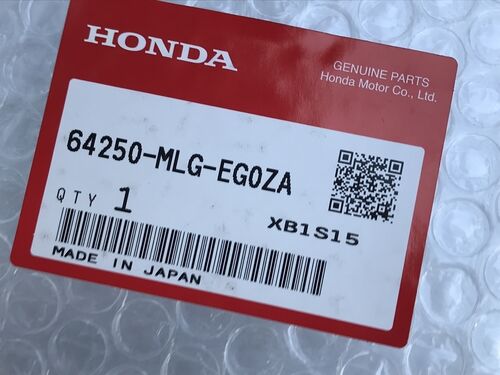 HONDA
GENUINE PARTS
Honda Motor Co., Ltd.
64250-MLG-EG0ZA
QTY 1
XB1S15
MADE IN JAPAN